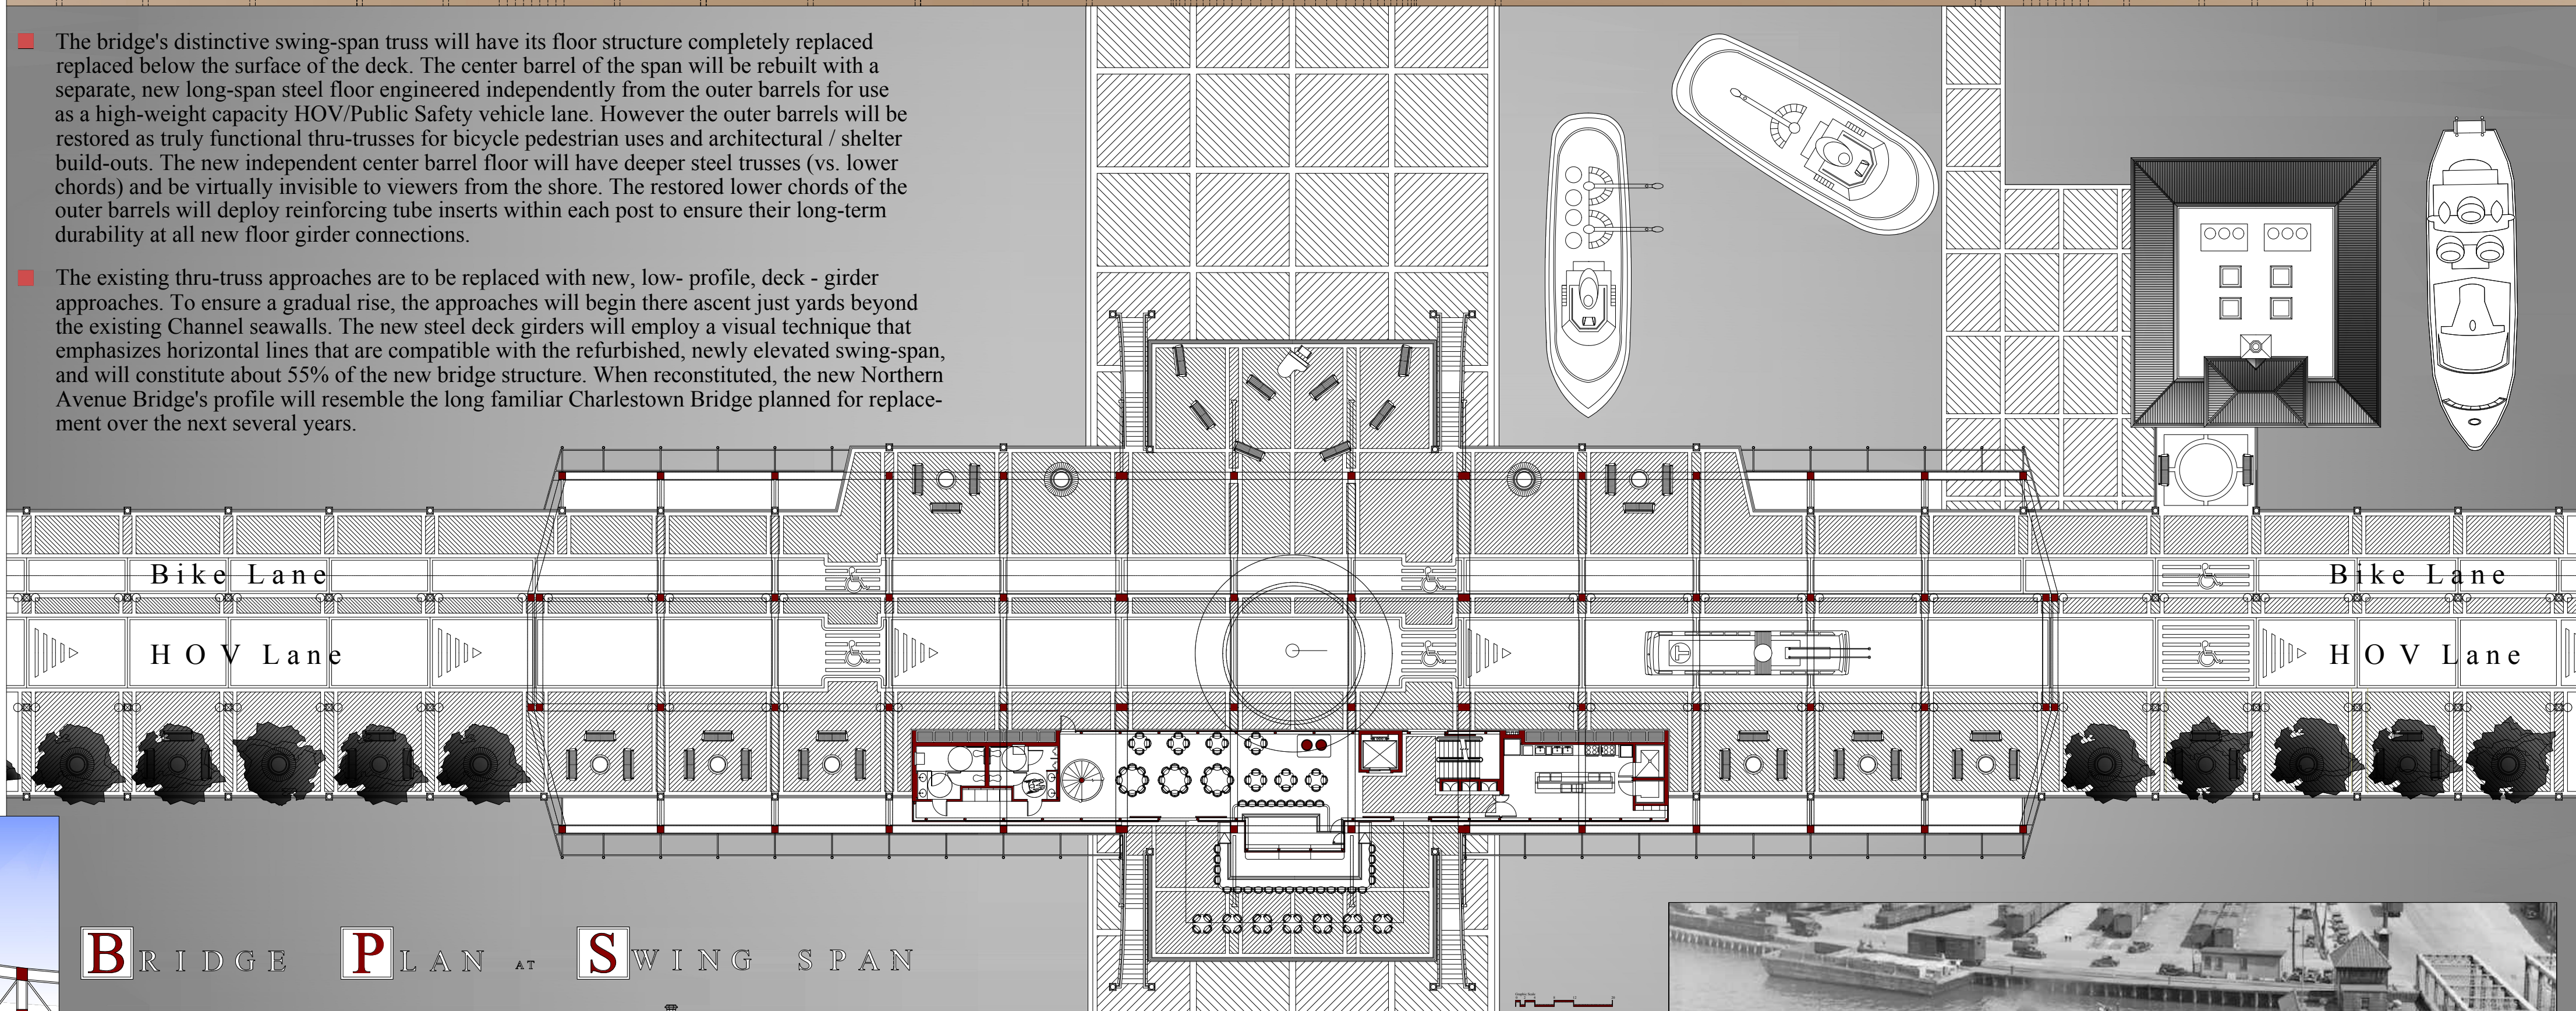 The bridge's distinctive swing-span truss will have its floor structure completely replaced
replaced below the surface of the deck. The center barrel of the span will be rebuilt with a
separate, new long-span steel floor engineered independently from the outer barrels for use
as a high-weight capacity HOV/Public Safety vehicle lane. However the outer barrels will be
restored as truly functional thru-trusses for bicycle pedestrian uses and architectural / shelter
build-outs. The new independent center barrel floor will have deeper steel trusses (vs. lower
chords) and be virtually invisible to viewers from the shore. The restored lower chords of the
outer barrels will deploy reinforcing tube inserts within each post to ensure their long-term
durability at all new floor girder connections.
The existing thru-truss approaches are to be replaced with new, low- profile, deck - girder
approaches. To ensure a gradual rise, the approaches will begin there ascent just yards beyond
the existing Channel seawalls. The new steel deck girders will employ a visual technique that
emphasizes horizontal lines that are compatible with the refurbished, newly elevated swing-span,
and will constitute about 55% of the new bridge structure. When reconstituted, the new Northern
Avenue Bridge's profile will resemble the long familiar Charlestown Bridge planned for replace-
ment over the next several years.
Bike Lane
Bike Lane
HOV Lane
HOV Lane
BRIDGE PLAN AT SWING SPAN